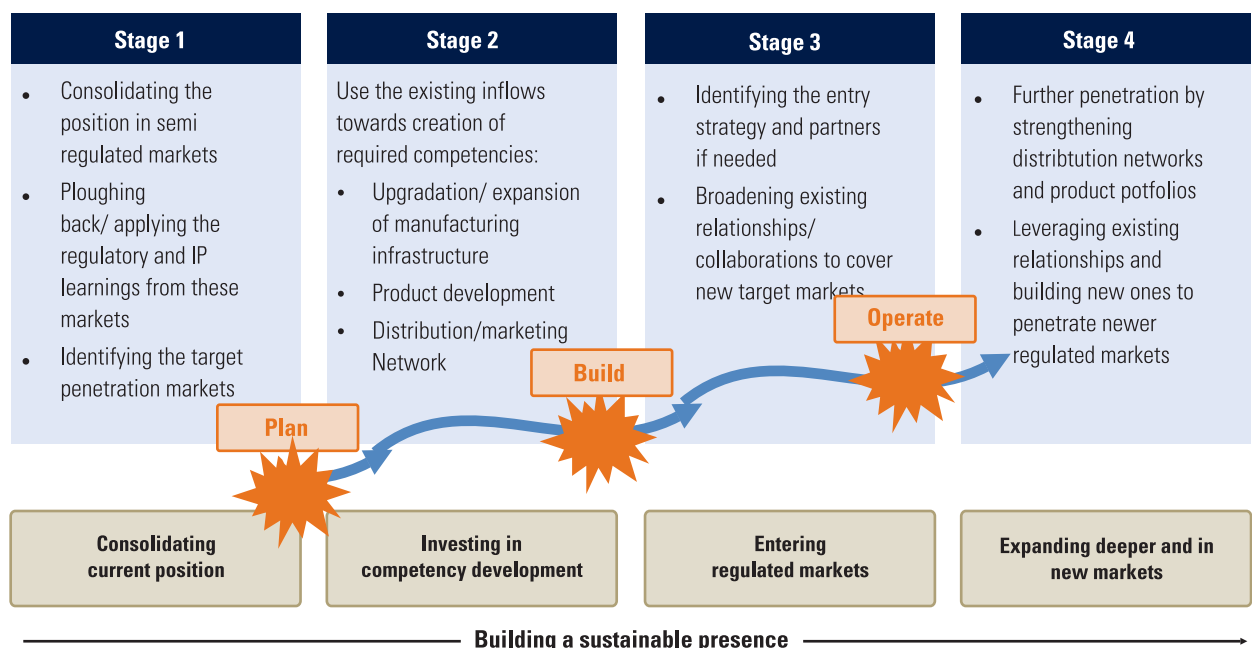 Stage 1
Consolidating the
position in semi
regulated markets
Ploughing
back/ applying the
regulatory and IP
learnings from these
markets
Identifying the target
penetration markets
Plan
Consolidating
current position
Stage 2
Use the existing inflows
towards creation of
required competencies:
Upgradation/ expansion
of manufacturing
infrastructure
Product development
Distribution/marketing
Network
Build
Investing in
competency development
Stage 3
Identifying the entry
strategy and partners
if needed
Broadening existing
relationships/
collaborations to cover
new target markets
Operate
Entering
regulated markets
Stage 4
Further penetration by
strengthening
distribtution networks
and product potfolios
Leveraging existing
relationships and
building new ones to
penetrate newer
regulated markets
Expanding deeper and in
new markets
Building a sustainable presence